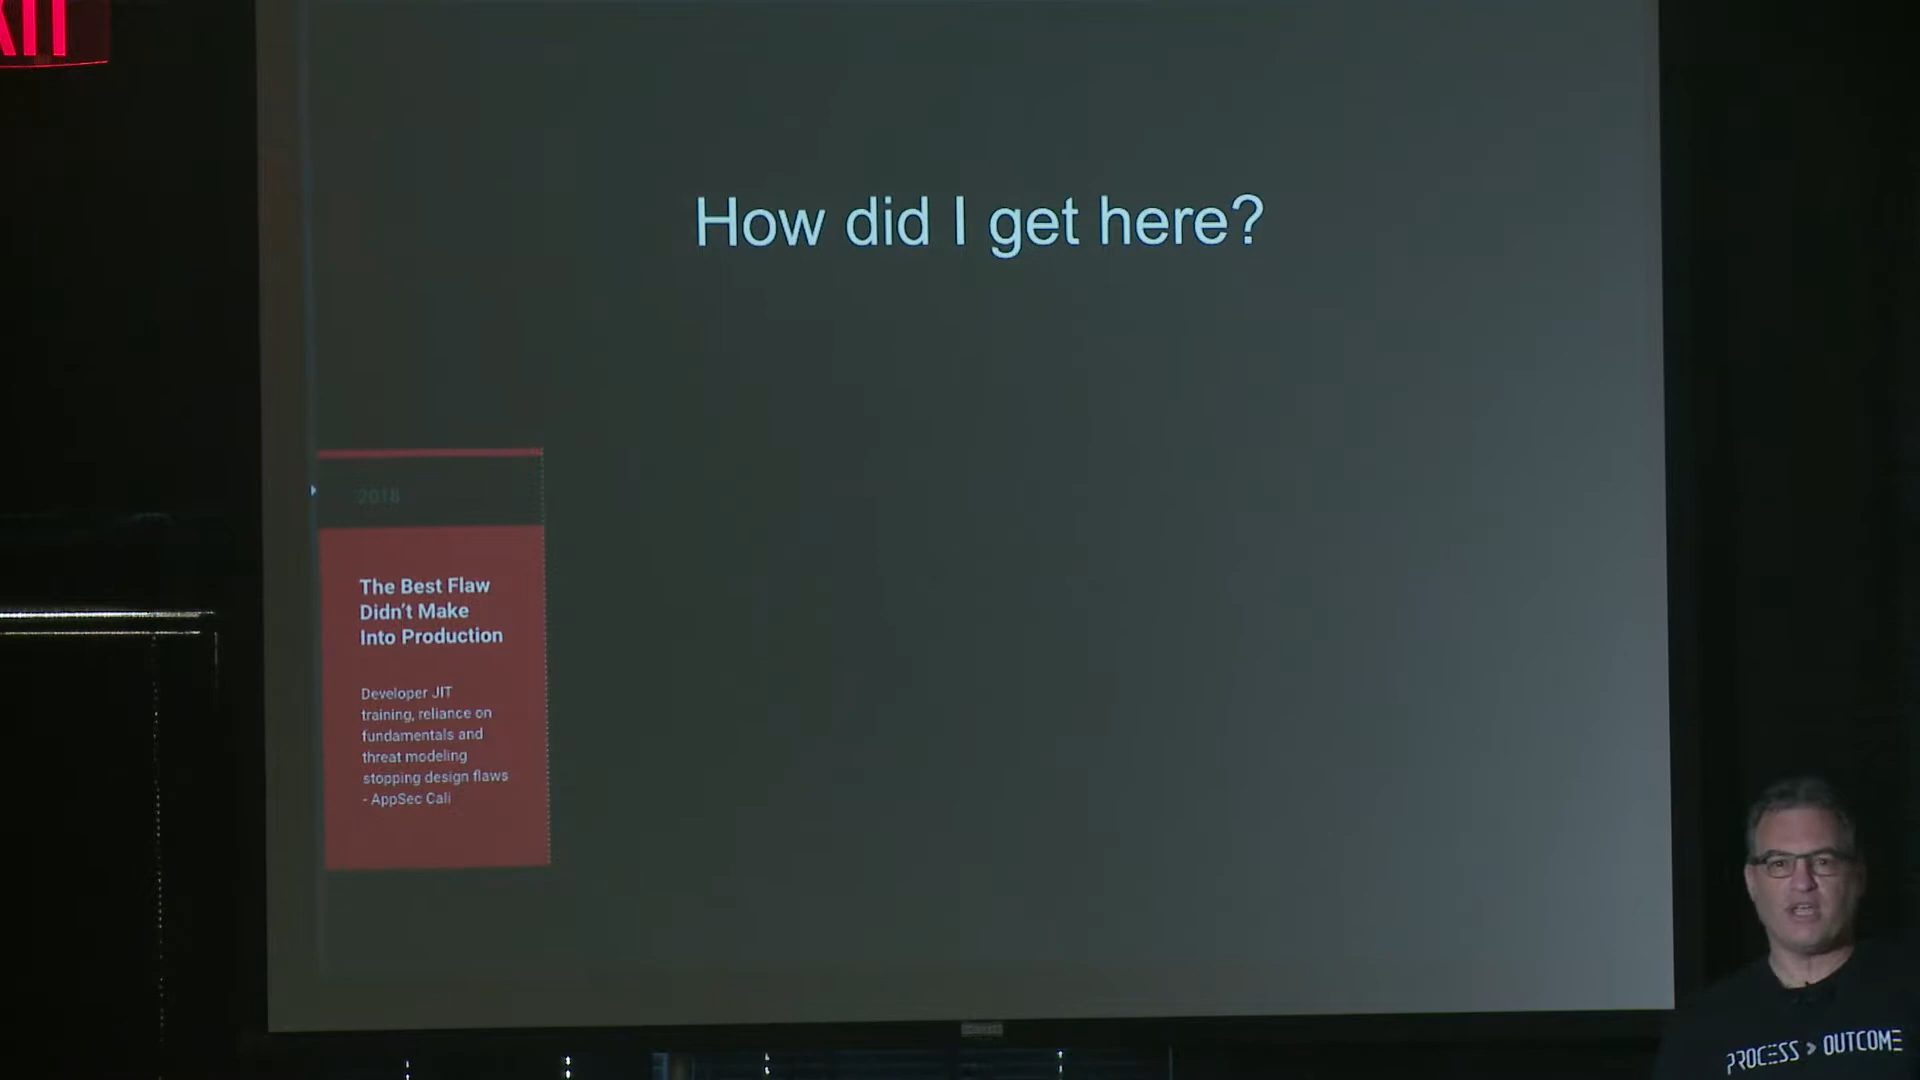 XIT
How did I get here?
2018
The Best Flaw
Didn't Make
Into Production
Developer JIT
training, reliance on
fundamentals and
threat modeling
stopping design flaws
- AppSec Cali
PROCESS > OUTCOME